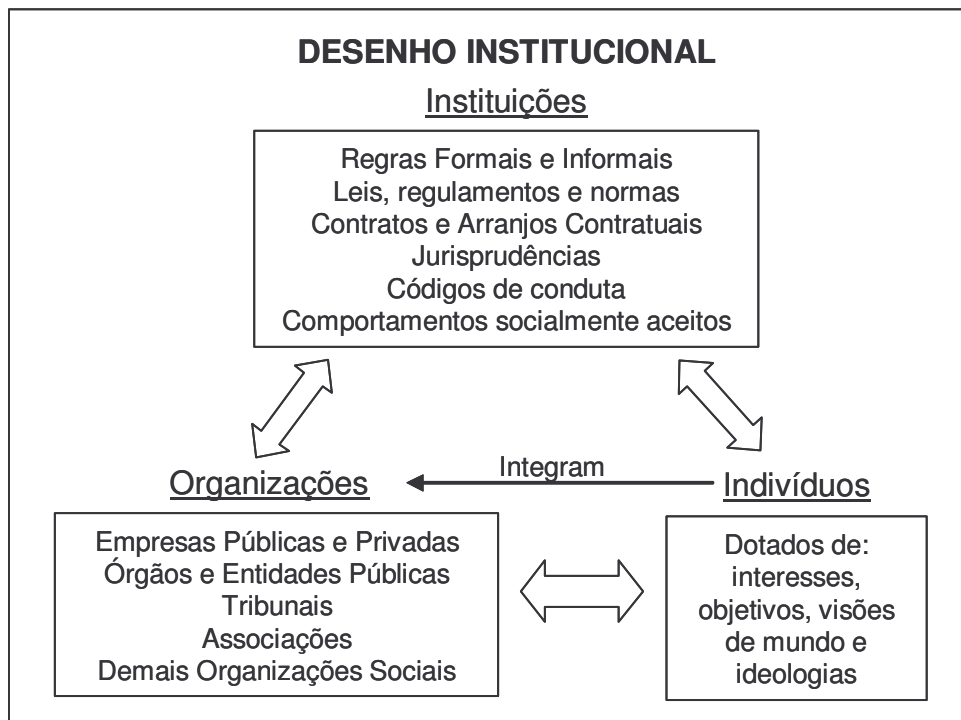 DESENHO INSTITUCIONAL
Instituições
Regras Formais e Informais
Leis, regulamentos e normas
Contratos e Arranjos Contratuais
Jurisprudências
Códigos de conduta
Comportamentos socialmente aceitos
Integram
Organizações
Indivíduos
Empresas Públicas e Privadas
Órgãos e Entidades Públicas
Tribunais
Associações
Demais Organizações Sociais
Dotados de:
interesses,
objetivos, visões
de mundo e
ideologias